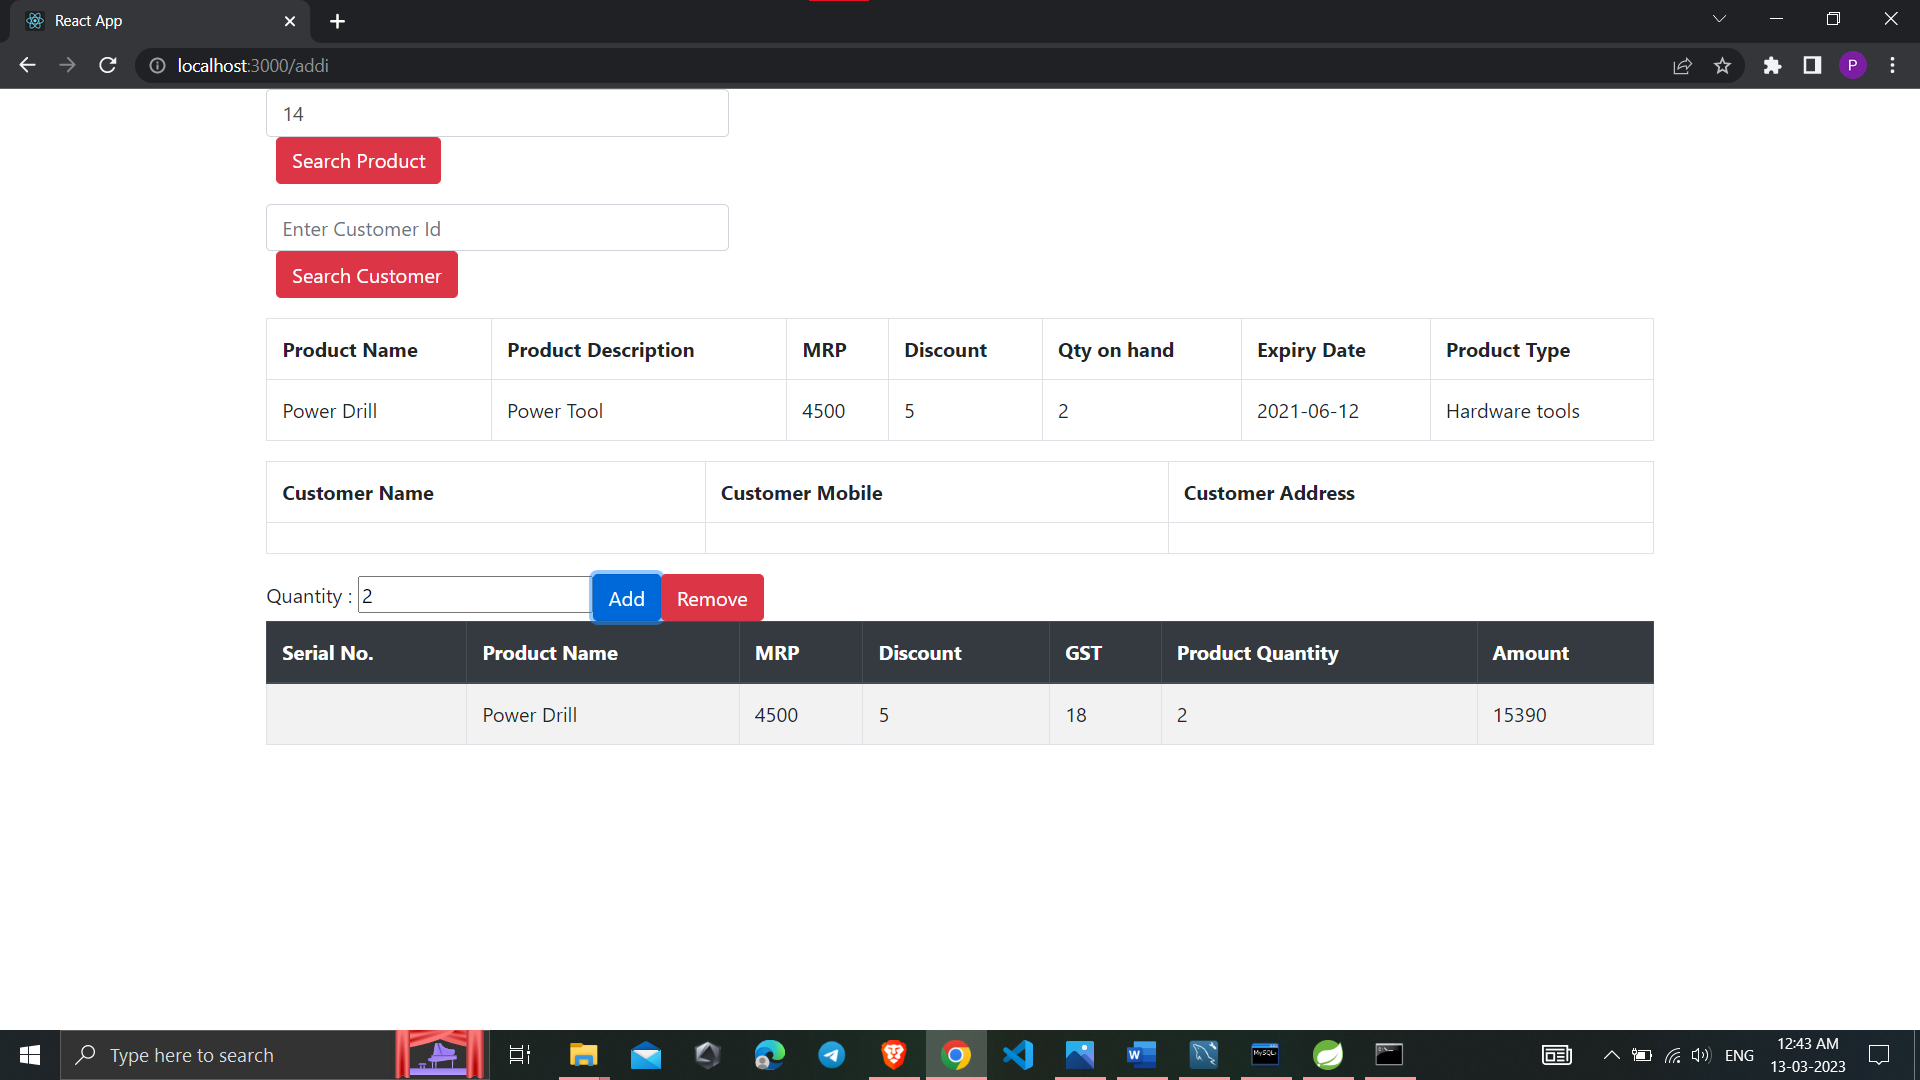 React App
localhost:3000/addi
P
14
Search Product
Enter Customer Id
Search Customer
Product Name Product Description MRP Discount Qty on hand Expiry Date Product Type
Power Drill Power Tool 4500 5 2 2021-06-12 Hardware tools
Customer Name Customer Mobile Customer Address
Quantity : 2 Add Remove
Serial No. Product Name MRP Discount GST Product Quantity Amount
Power Drill 4500 5 18 2 15390
Type here to search
ENG
12:43 AM
13-03-2023